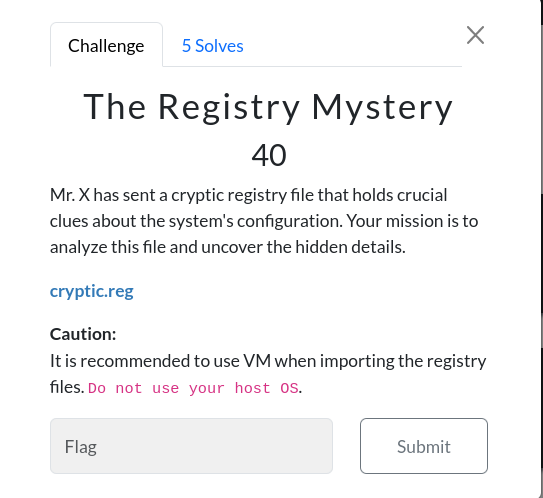 Challenge
5 Solves
The Registry Mystery
40
Mr. X has sent a cryptic registry file that holds crucial
clues about the system's configuration. Your mission is to
analyze this file and uncover the hidden details.
cryptic.reg
Caution:
It is recommended to use VM when importing the registry
files. Do not use your host OS.
Flag
Submit